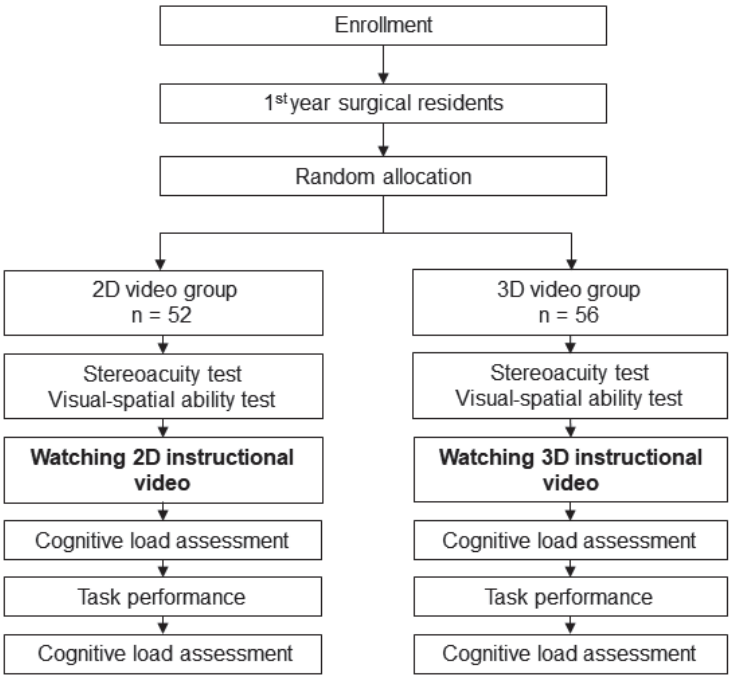 Enrollment
1st year surgical residents
Random allocation
2D video group
n = 52
Stereoacuity test
Visual-spatial ability test
Watching 2D instructional
video
Cognitive load assessment
Task performance
Cognitive load assessment
3D video group
n = 56
Stereoacuity test
Visual-spatial ability test
Watching 3D instructional
video
Cognitive load assessment
Task performance
Cognitive load assessment